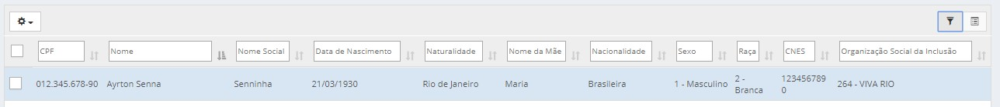 CPF Nome Nome Social Data de Nascimento Naturalidade Nome da Mãe Nacionalidade Sexo Raça CNES Organização Social da Inclusão
012.345.678-90 Ayrton Senna Senninha 21/03/1930 Rio de Janeiro Maria Brasileira 1 - Masculino 2 - Branca 1234567890 264 - VIVA RIO